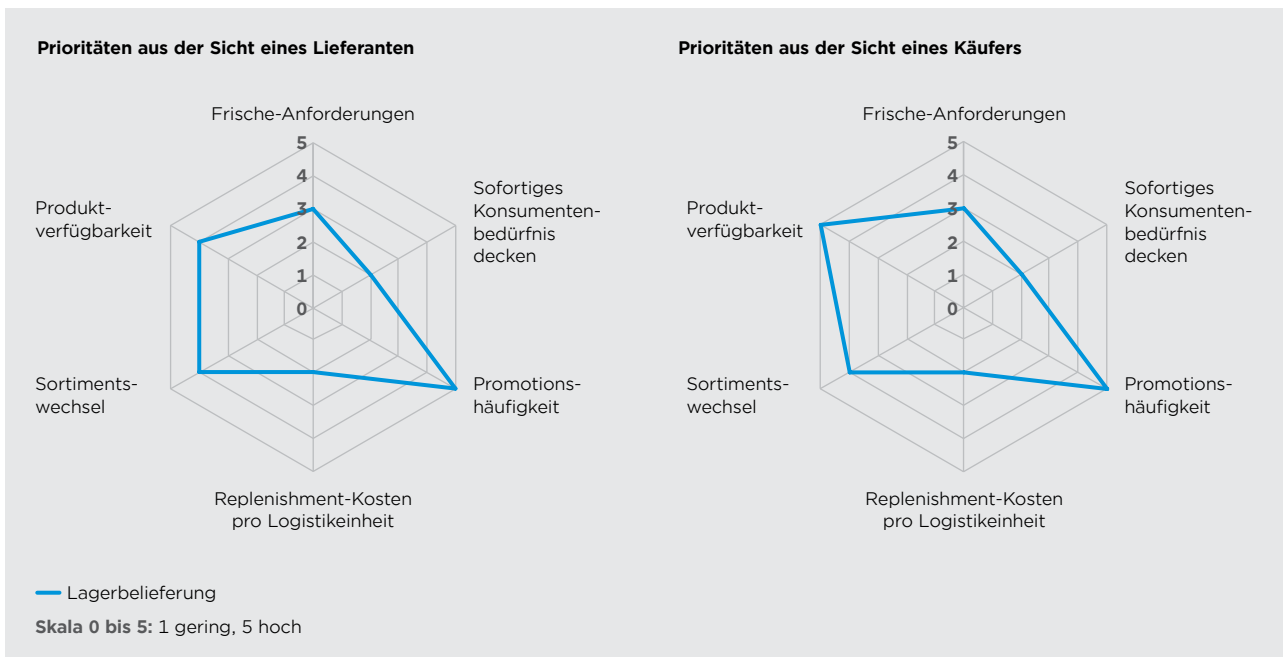 Prioritäten aus der Sicht eines Lieferanten
Frische-Anforderungen
5
4
3
2
1
0
Sofortiges
Konsumenten-
bedürfnis
decken
Produkt-
verfügbarkeit
Sortiments-
wechsel
Promotions-
häufigkeit
Replenishment-Kosten
pro Logistikeinheit
Prioritäten aus der Sicht eines Käufers
Frische-Anforderungen
5
4
3
2
1
0
Sofortiges
Konsumenten-
bedürfnis
decken
Produkt-
verfügbarkeit
Sortiments-
wechsel
Promotions-
häufigkeit
Replenishment-Kosten
pro Logistikeinheit
Lagerbelieferung
Skala 0 bis 5: 1 gering, 5 hoch